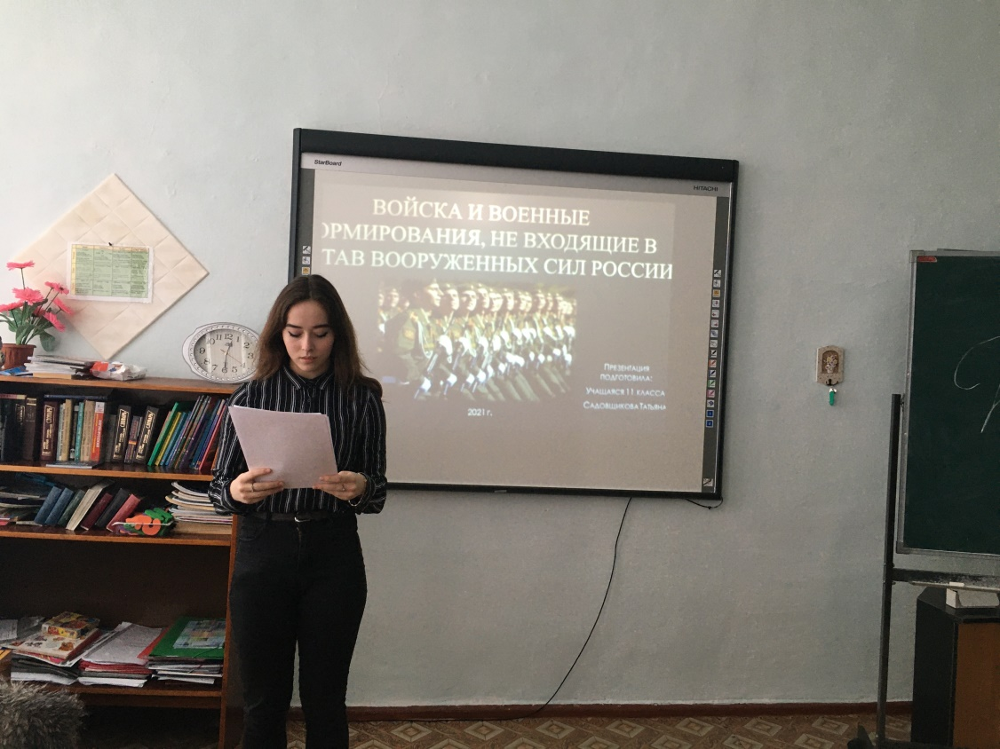 StarBoard
HITACHI
ВОЙСКА И ВОЕННЫЕ
ОРМИРОВАНИЯ, НЕ ВХОДЯЩИЕ В
ТАВ ВООРУЖЕННЫХ СИЛ РОССИИ
ПРЕЗЕНТАЦИЯ
ПОДГОТОВИЛА:
УЧАЩАЯСЯ 11 КЛАССА
САДОВЩИКОВА ТАТЬЯНА
2021 г.